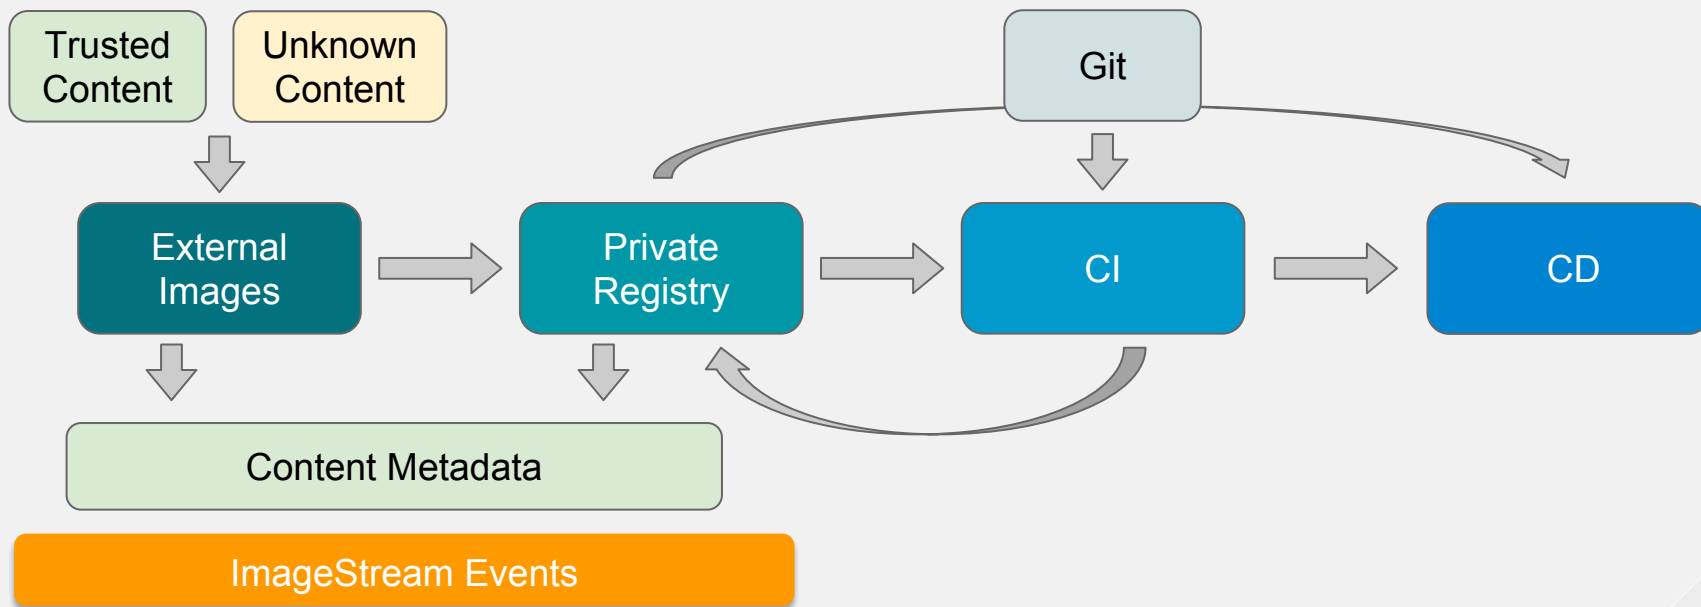 Trusted
Content
Unknown
Content
Git
External
Images
Private
Registry
CI
CD
Content Metadata
ImageStream Events